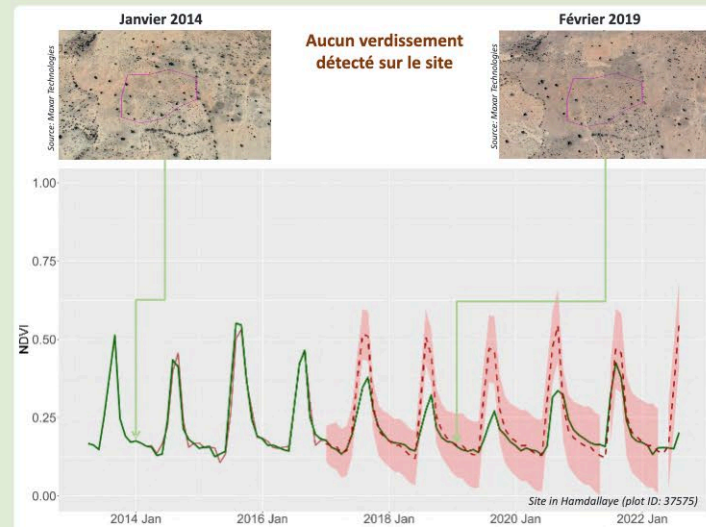 Janvier 2014
Février 2019
Aucun verdissement
détecté sur le site
Source: Maxar Technologies
Source: Maxar Technologies
1.00
0.75
0.50
0.25
0.00
NDVI
2014 Jan
2016 Jan
2018 Jan
2020 Jan
2022 Jan
Site in Hamdallaye (plot ID: 37575)